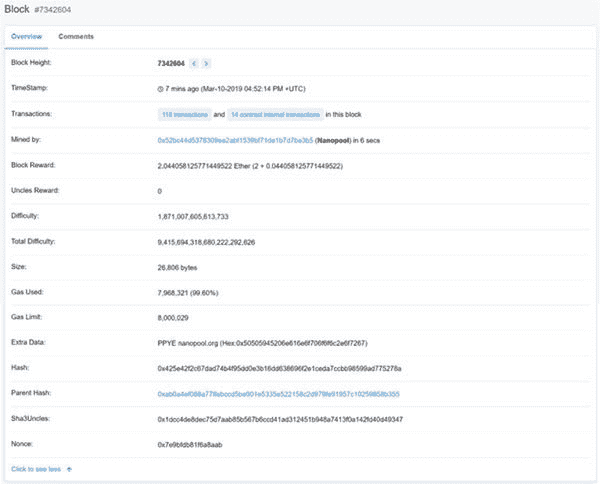 Block #7342604
Overview Comments
Block Height: 7342604 < >
TimeStamp: 7 mins ago (Mar-10-2019 04:52:14 PM +UTC)
Transactions: 118 transactions and 14 contract internal transactions in this block
Mined by: (Nanopool) in 6 secs
Block Reward: 2.044058125771449522 Ether (2 + 0.044058125771449522)
Uncles Reward: 0
Difficulty: 1,871,007,605,613,733
Total Difficulty: 9,415,694,318,680,222,292,626
Size: 26,806 bytes
Gas Used: 7,968,321 (99.60%)
Gas Limit: 8,000,029
Extra Data: PPYE nanopool.org (Hex:0x50505945206e616e6f706f6f6c2e6f7267)
Hash: 0x425e42f2c67dad74b4f95dd0e3b16dd638696f2e1ceda7ccbb98599ad775278a
Parent Hash:
Sha3Uncles: 0x1dcc4de8dec75d7aab85b567b6ccd41ad312451b948a7413f0a142fd40d49347
Nonce: 0x7e9bfdb81f6a8aab
Click to see less ↑